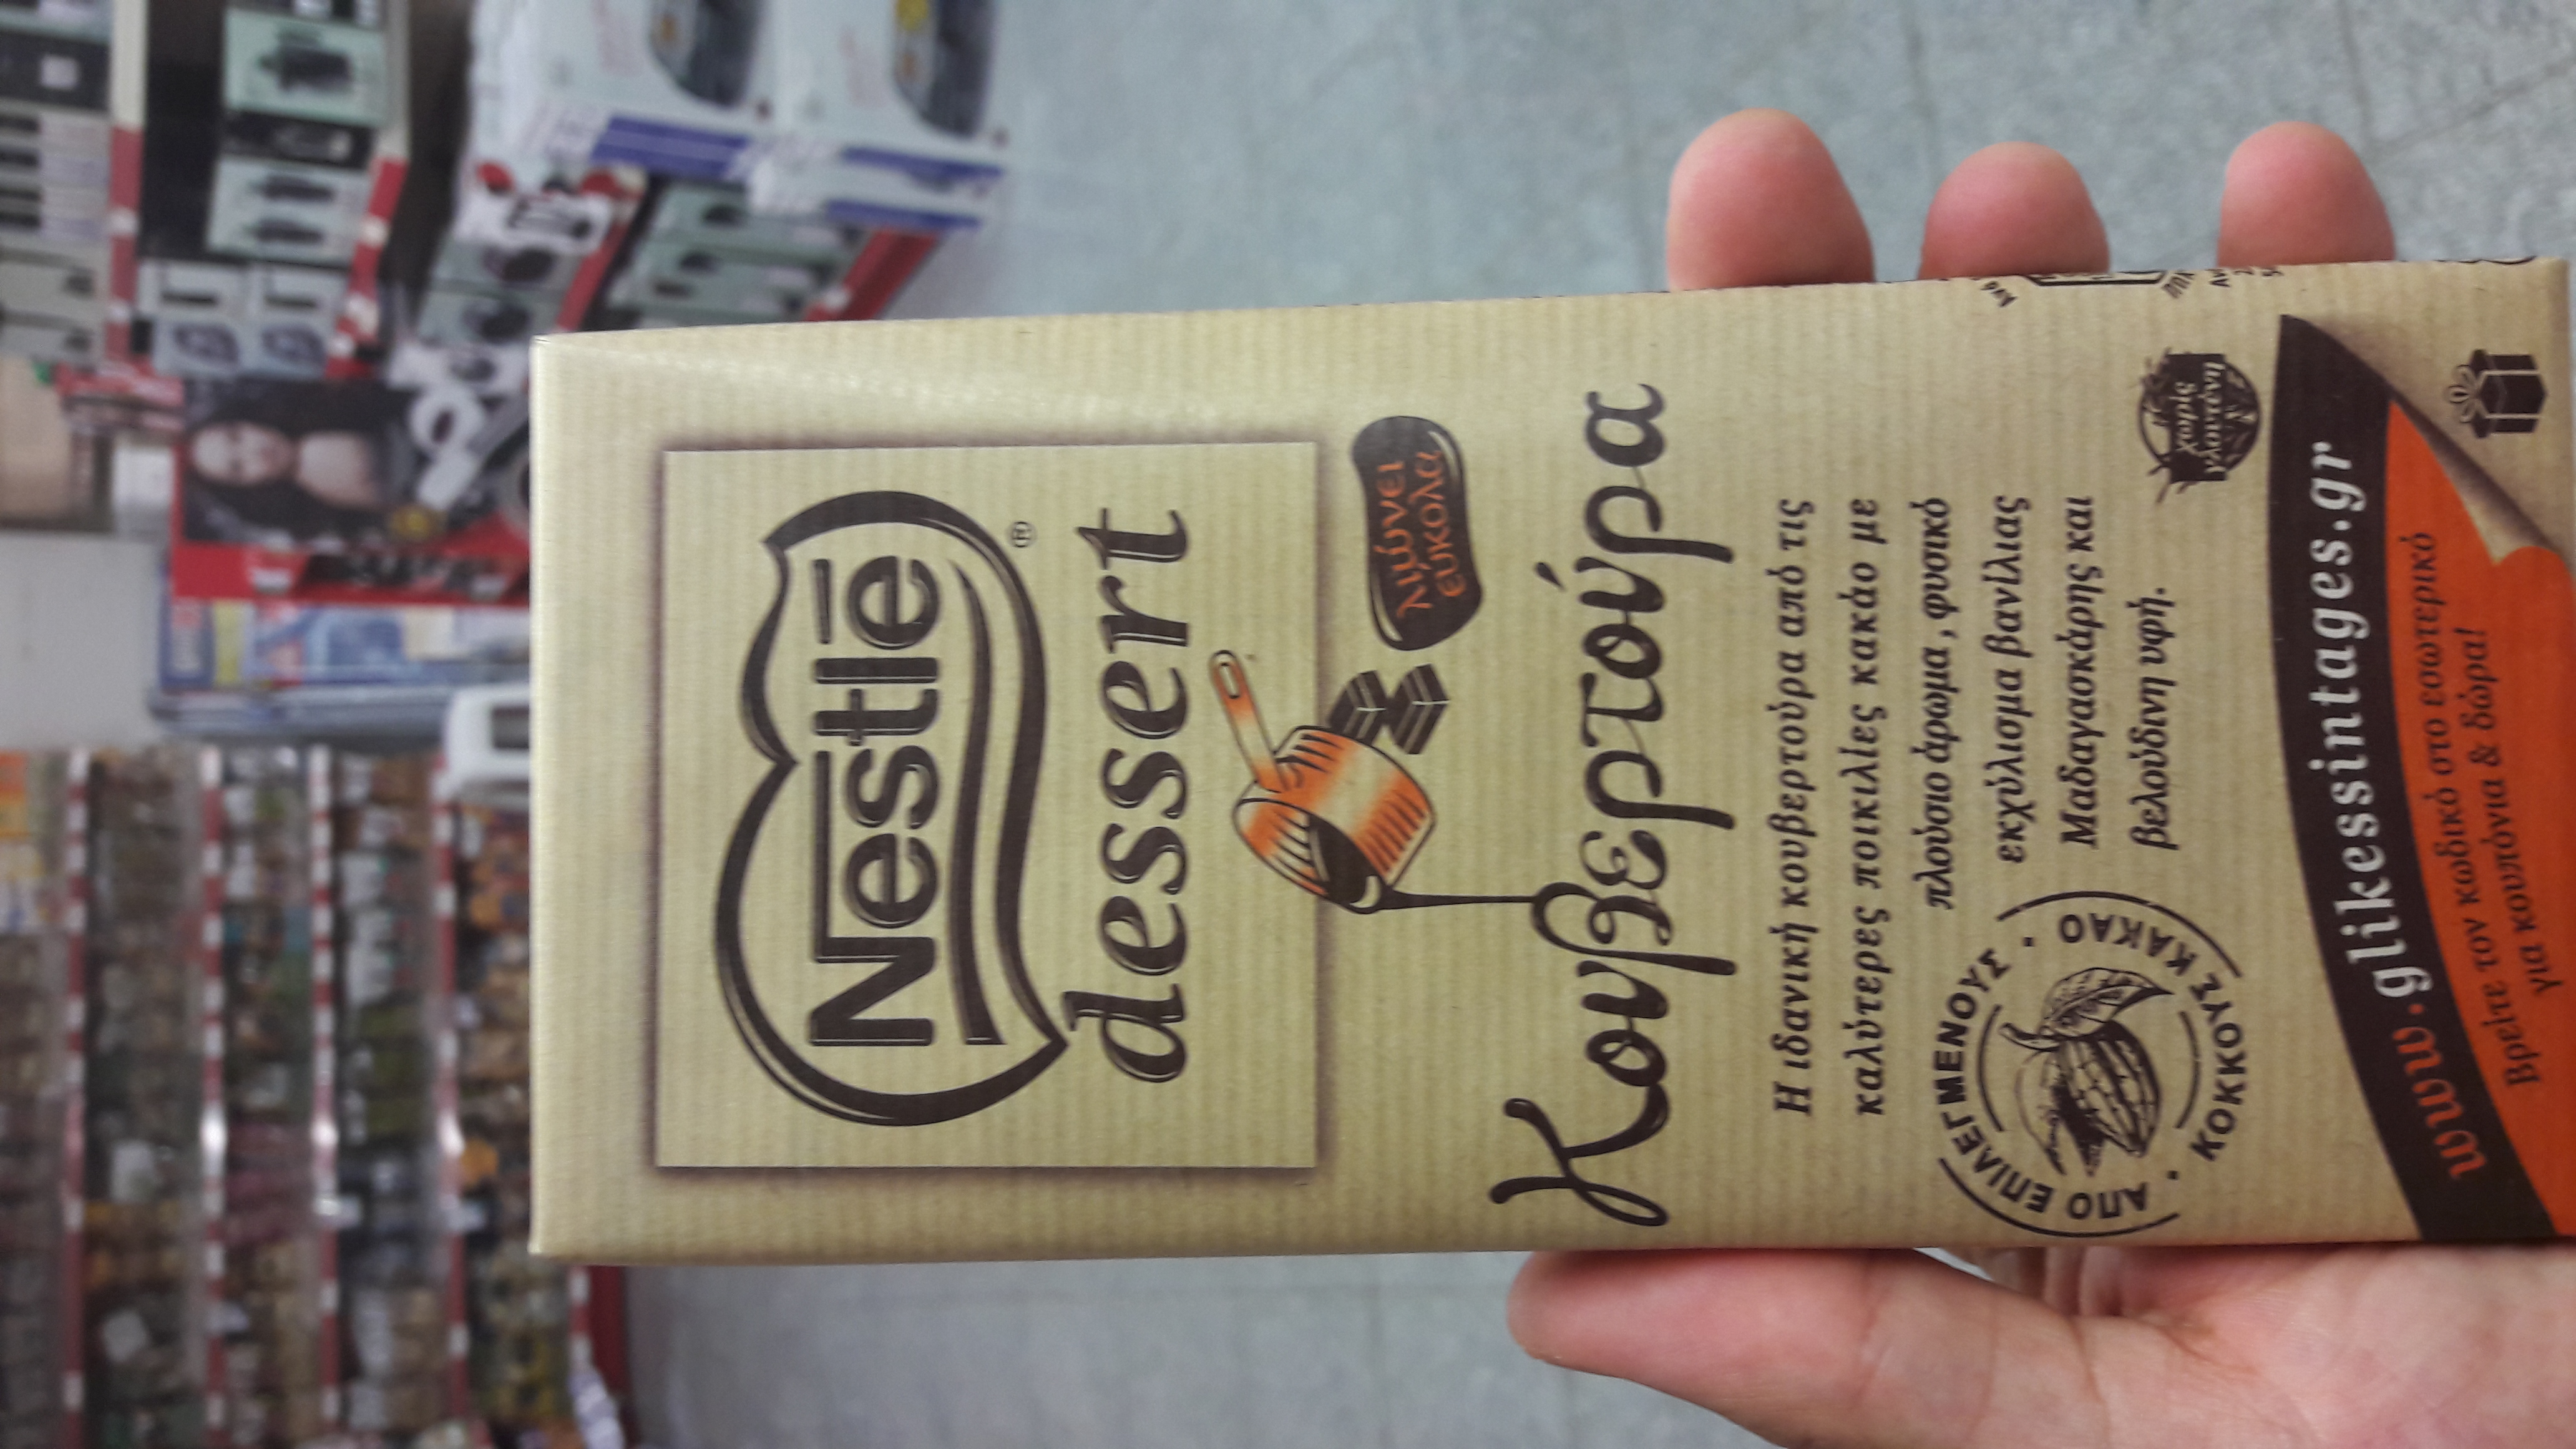 Nestlé
®
dessert
λιώνει
εύκολα
Κουβερτούρα
Η ιδανική κουβερτούρα από τις
καλύτερες ποικιλίες κακάο με
πλούσιο άρωμα , φυσικό
εκχύλισμα βανίλιας
Μαδαγασκάρης και
βελούδινη υφή.
ΑΠΟ ΕΠΙΛΕΓΜΕΝΟΥΣ
ΚΟΚΚΟΥΣ ΚΑΚΑΟ
χωρίς
γλουτένη
www.glikessintages.gr
Βρείτε τον κωδικό στο εσωτερικό
για κουπόνια & δώρα!